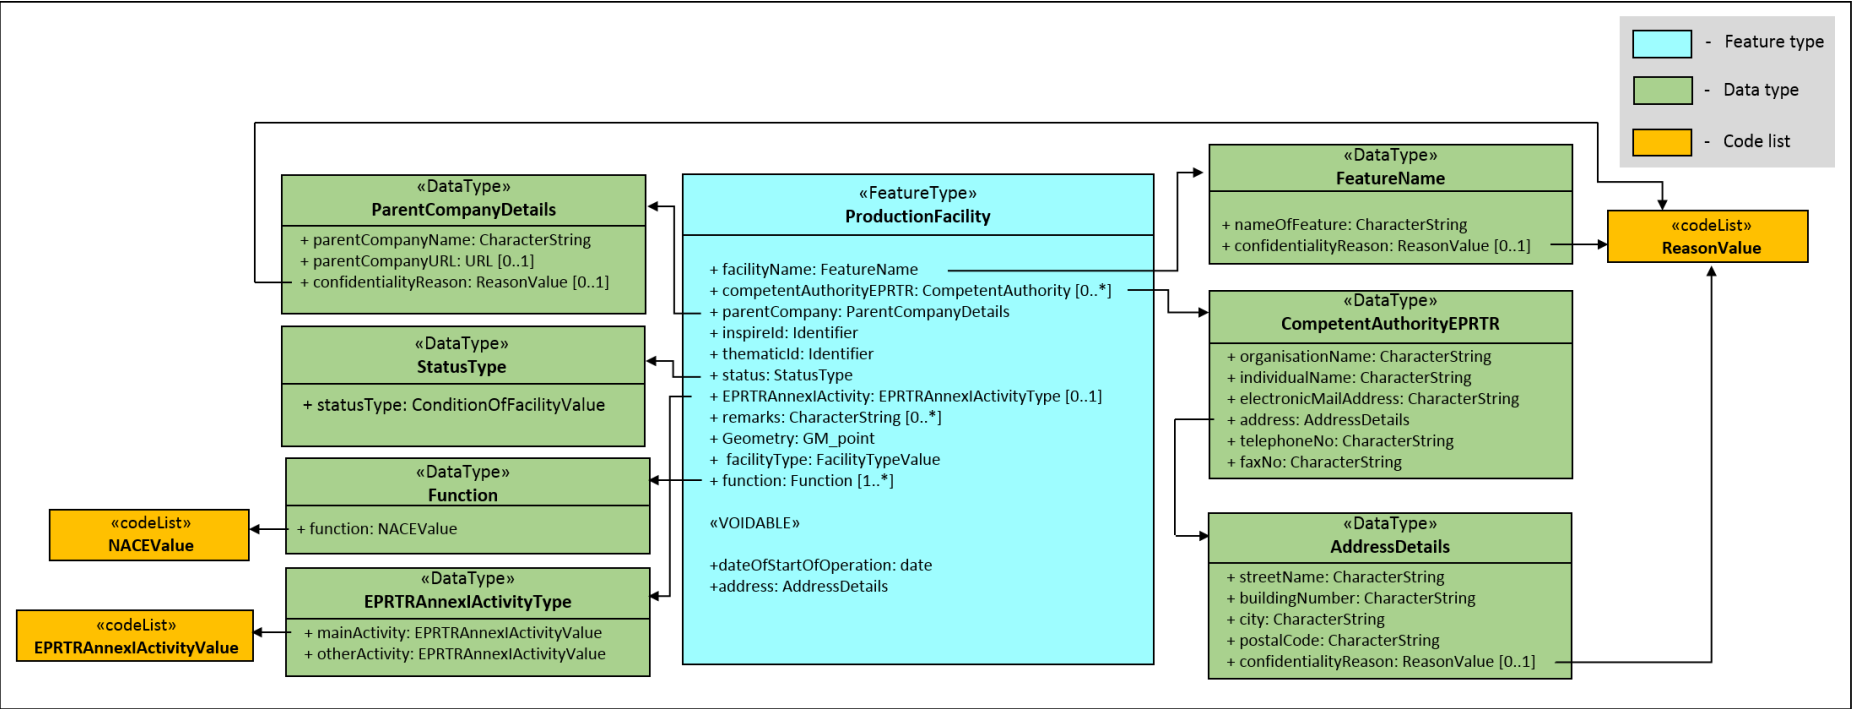 - Feature type
- Data type
- Code list
«DataType»
ParentCompanyDetails
+ parentCompanyName: CharacterString
+ parentCompanyURL: URL [0..1]
+ confidentialityReason: ReasonValue [0..1]
«DataType»
StatusType
+ statusType: ConditionOfFacilityValue
«DataType»
Function
+ function: NACEValue
«codeList»
NACEValue
«DataType»
EPRTRAnnexIActivityType
+ mainActivity: EPRTRAnnexIActivityValue
+ otherActivity: EPRTRAnnexIActivityValue
«codeList»
EPRTRAnnexIActivityValue
«FeatureType»
ProductionFacility
+ facilityName: FeatureName
+ competentAuthorityEPRTR: CompetentAuthority [0..*]
+ parentCompany: ParentCompanyDetails
+ inspireId: Identifier
+ thematicId: Identifier
+ status: StatusType
+ EPRTRAnnexIActivity: EPRTRAnnexIActivityType [0..1]
+ remarks: CharacterString [0..*]
+ Geometry: GM_point
+ facilityType: FacilityTypeValue
+ function: Function [1..*]
«VOIDABLE»
+dateOfStartOfOperation: date
+address: AddressDetails
«DataType»
FeatureName
+ nameOfFeature: CharacterString
+ confidentialityReason: ReasonValue [0..1]
«codeList»
ReasonValue
«DataType»
CompetentAuthorityEPRTR
+ organisationName: CharacterString
+ individualName: CharacterString
+ electronicMailAddress: CharacterString
+ address: AddressDetails
+ telephoneNo: CharacterString
+ faxNo: CharacterString
«DataType»
AddressDetails
+ streetName: CharacterString
+ buildingNumber: CharacterString
+ city: CharacterString
+ postalCode: CharacterString
+ confidentialityReason: ReasonValue [0..1]